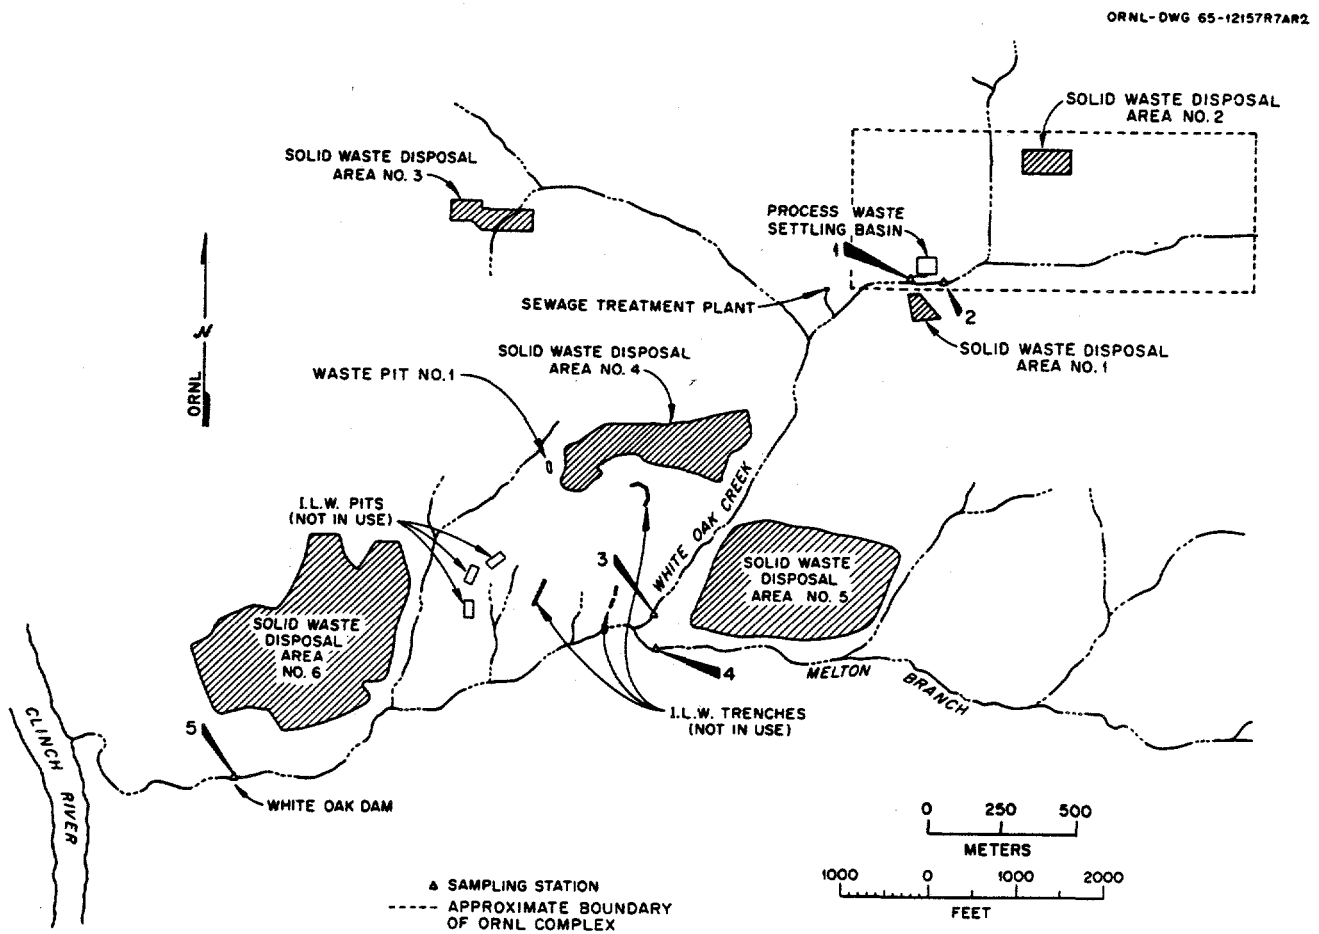 ORNL-DWG 65-12157R7AR2
SOLID WASTE DISPOSAL
AREA NO. 2
SOLID WASTE DISPOSAL
AREA NO. 3
PROCESS WASTE
SETTLING BASIN
1
SEWAGE TREATMENT PLANT
2
SOLID WASTE DISPOSAL
AREA NO. 1
N
ORNL
SOLID WASTE DISPOSAL
AREA NO. 4
WASTE PIT NO. 1
I.L.W. PITS
(NOT IN USE)
WHITE OAK CREEK
3
SOLID WASTE
DISPOSAL
AREA NO. 5
SOLID WASTE
DISPOSAL
AREA
NO. 6
4
MELTON BRANCH
I.L.W. TRENCHES
(NOT IN USE)
5
CLINCH RIVER
WHITE OAK DAM
0 250 500
METERS
1000 0 1000 2000
FEET
SAMPLING STATION
APPROXIMATE BOUNDARY
OF ORNL COMPLEX